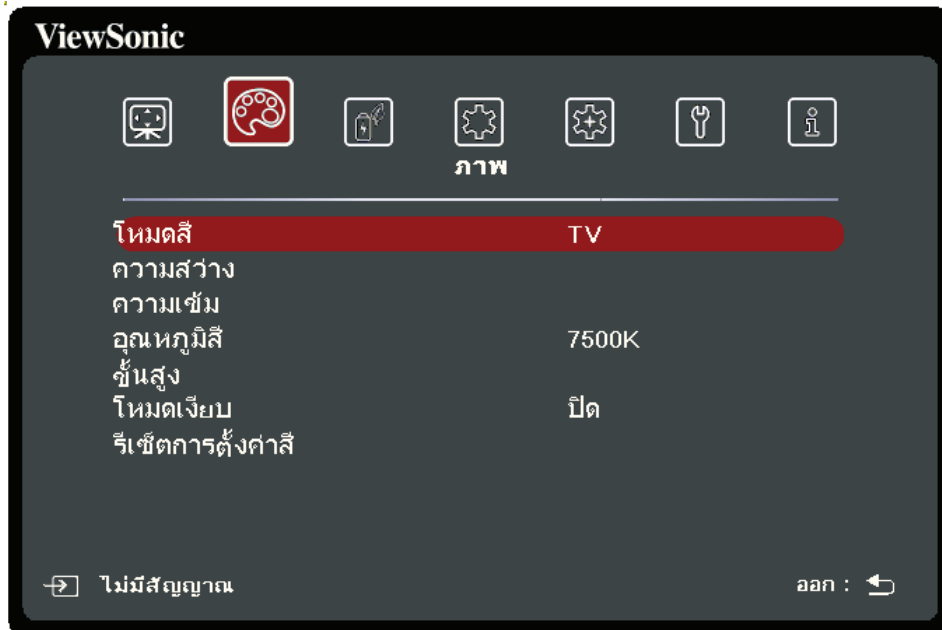 ViewSonic
ภาพ
โหมดสี TV
ความสว่าง
ความเข้ม
อุณหภูมิสี 7500K
ขั้นสูง
โหมดเงียบ ปิด
รีเซ็ตการตั้งค่าสี
ไม่มีสัญญาณ ออก :